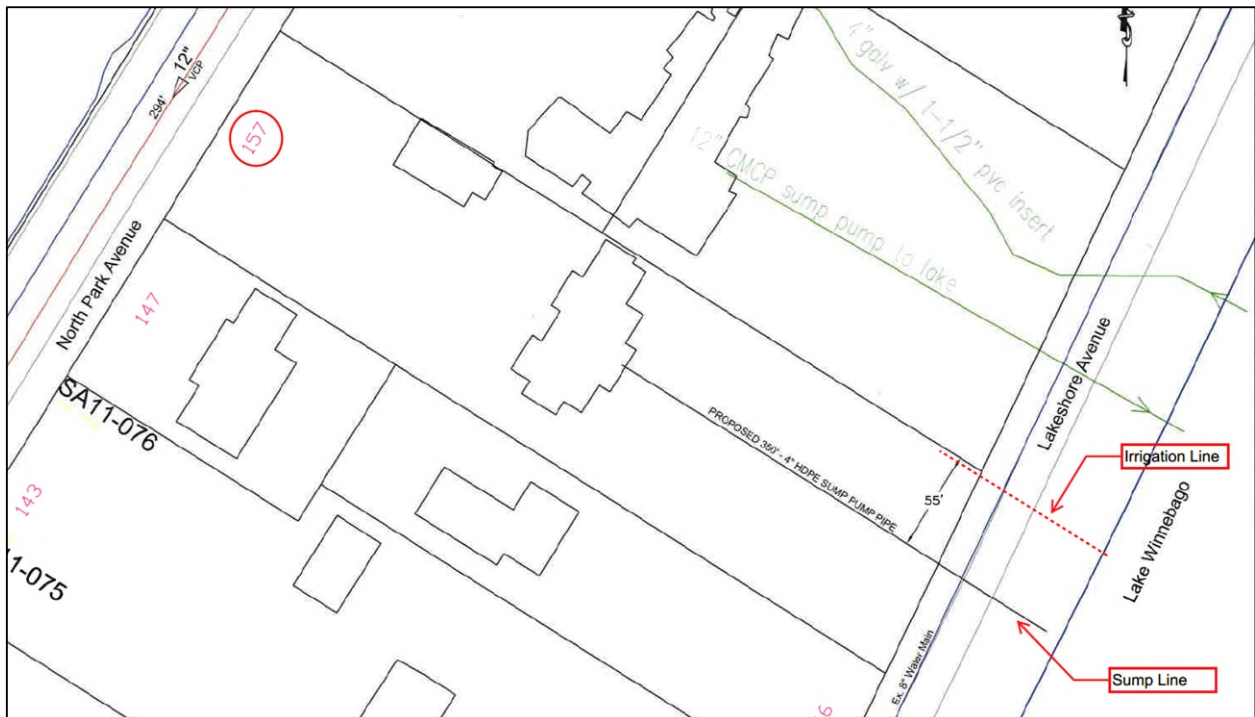 12"
VCP
294'
157
4" galv w/ 1-1/2" pvc insert
12" CMCP sump pump to lake
North Park Avenue
147
SA11-076
143
11-075
PROPOSED 350' - 4" HDPE SUMP PUMP PIPE
55'
Lakeshore Avenue
Irrigation Line
Lake Winnebago
Ex. 8" Water Main
Sump Line